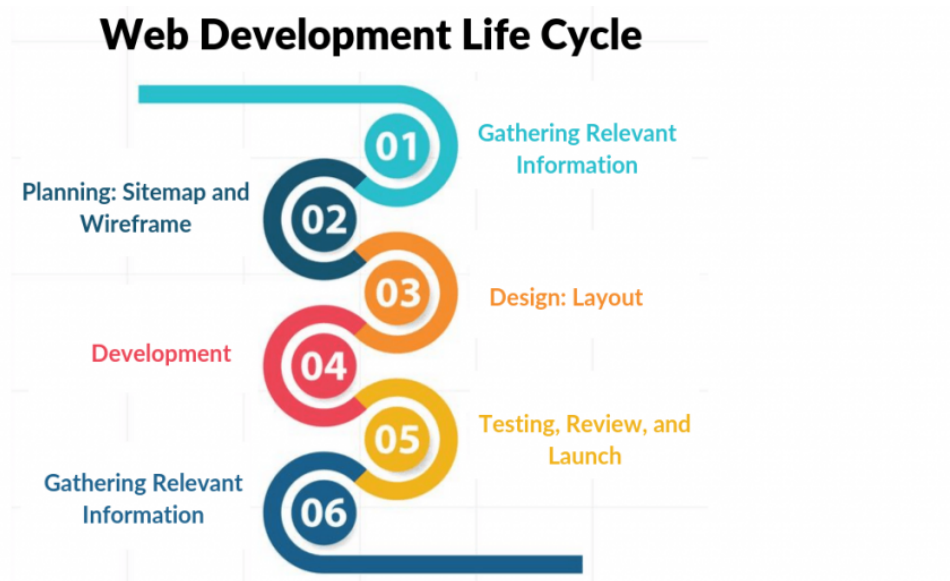 Web Development Life Cycle
01
Gathering Relevant
Information
Planning: Sitemap and
Wireframe
02
03
Design: Layout
Development
04
05
Testing, Review, and
Launch
Gathering Relevant
Information
06